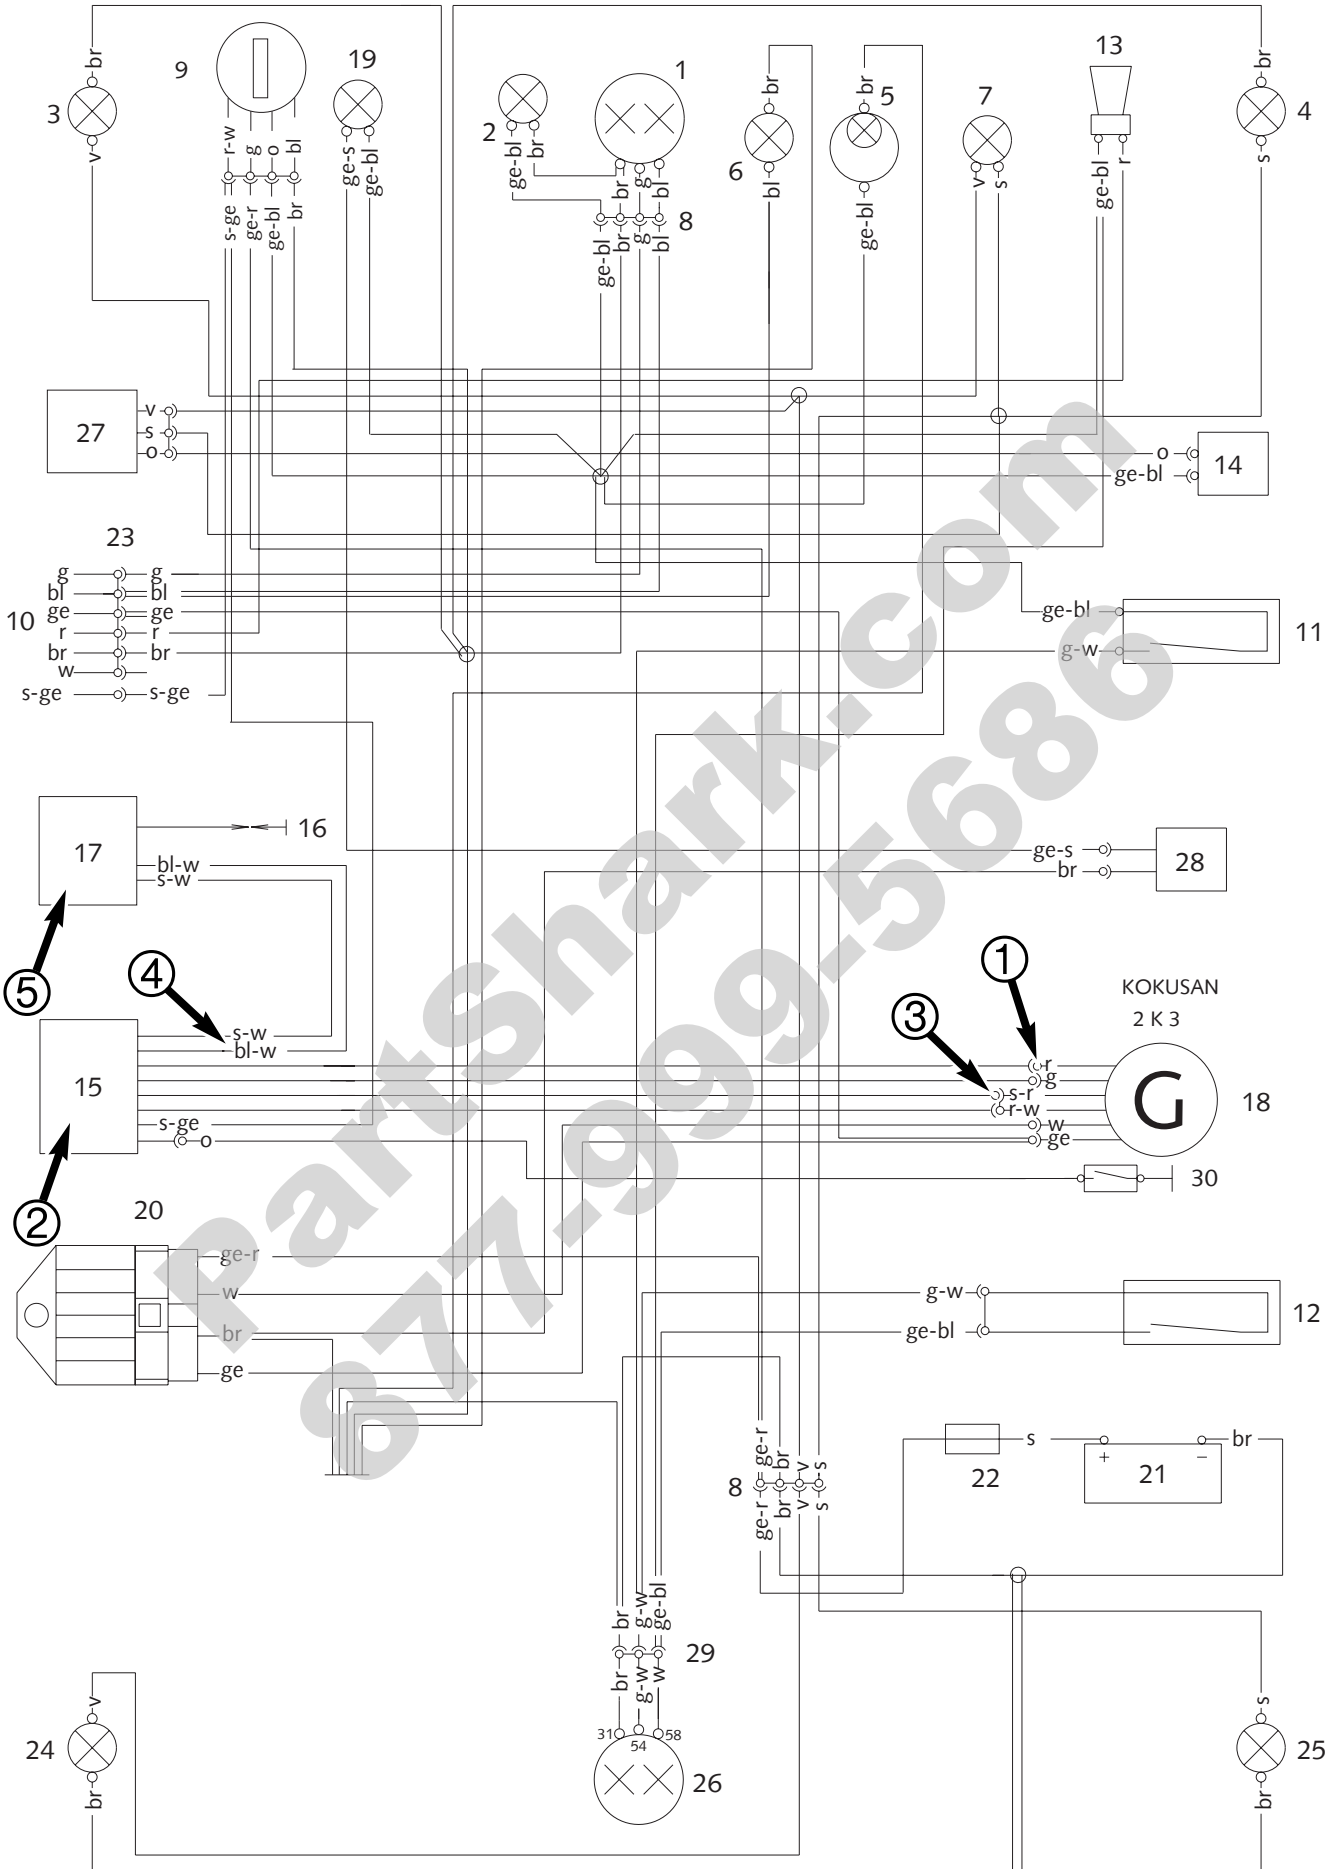 br
9
19
1
13
br
3
2
br
br
5
7
4
6
v
r-w
g
o
bl
ge-s
ge-bl
ge-bl
br
br
g
bl
bl
ge-bl
v
s
ge-bl
r
s
s-ge
ge-r
ge-bl
br
8
ge-bl
br
g
bl
27
v
s
o
o
ge-bl
14
23
10
g
bl
ge
r
br
w
s-ge
g
bl
ge
r
br
s-ge
ge-bl
g-w
11
17
16
bl-w
s-w
ge-s
br
28
5
4
1
3
KOKUSAN
2 K 3
s-w
bl-w
15
r
g
s-r
r-w
w
ge
G
18
s-ge
o
2
30
20
ge-r
w
br
ge
g-w
ge-bl
12
PartShark.com
877-999-5686
ge-r
br
v
s
8
ge-r
br
v
s
s
22
+
21
–
br
br
g-w
ge-bl
29
br
g-w
w
31
54
58
26
v
24
br
s
25
br